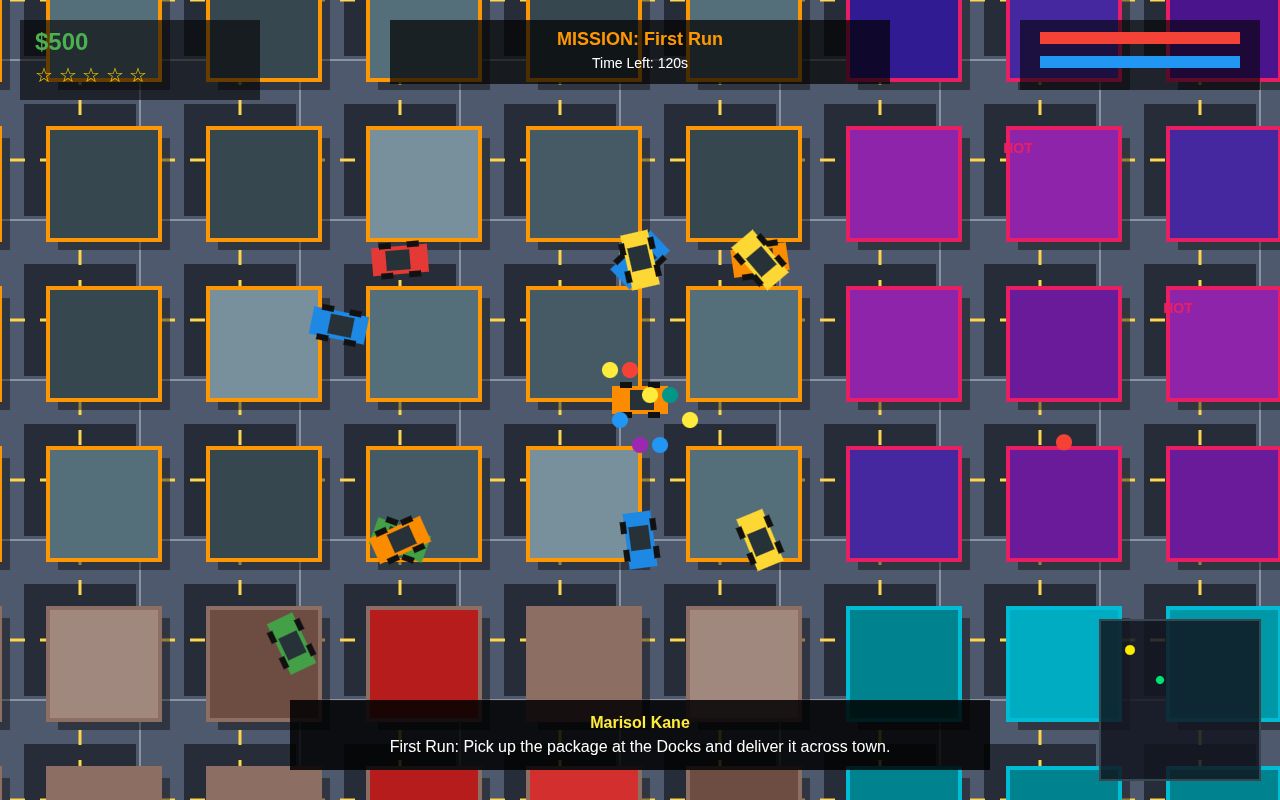 $500
☆ ☆ ☆ ☆ ☆
MISSION: First Run
Time Left: 120s
HOT
HOT
Marisol Kane
First Run: Pick up the package at the Docks and deliver it across town.